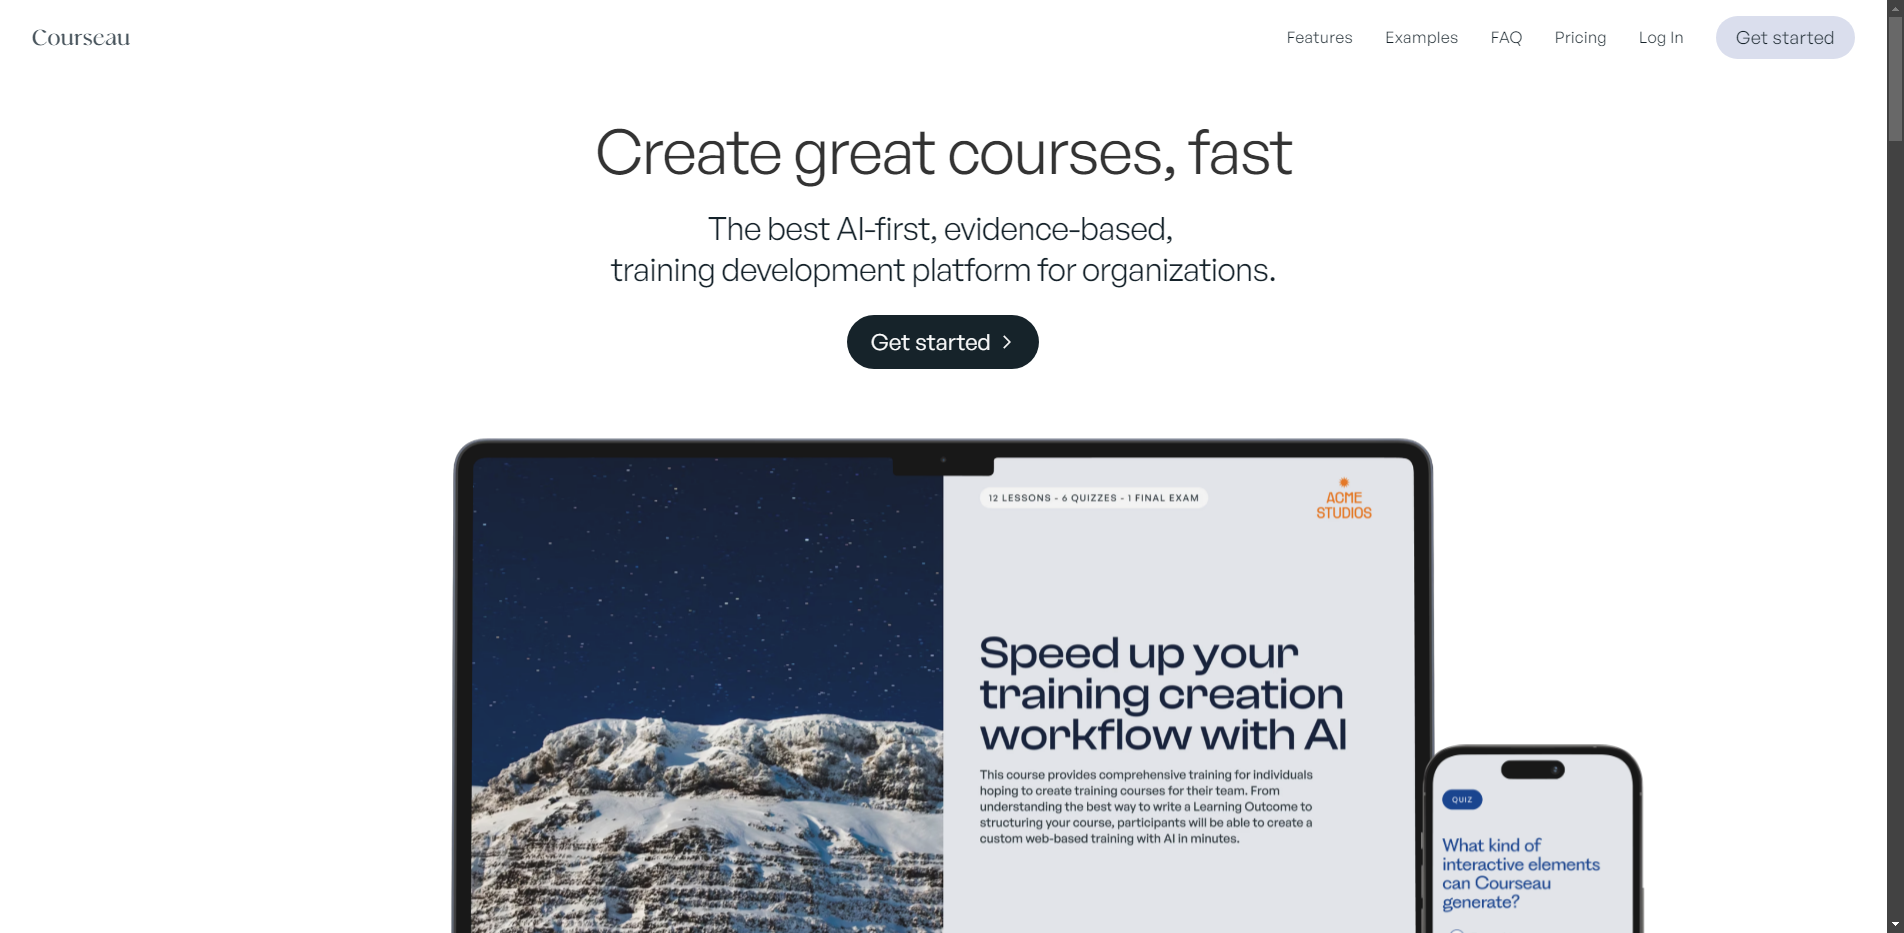 Courseau
Features
Examples
FAQ
Pricing
Log In
Get started
Create great courses, fast
The best AI-first, evidence-based,
training development platform for organizations.
Get started
12 LESSONS - 6 QUIZZES - 1 FINAL EXAM
ACME
STUDIOS
Speed up your
training creation
workflow with AI
This course provides comprehensive training for individuals
hoping to create training courses for their team. From
understanding the best way to write a Learning Outcome to
structuring your course, participants will be able to create a
custom web-based training with AI in minutes.
QUIZ
What kind of
interactive elements
can Courseau
generate?